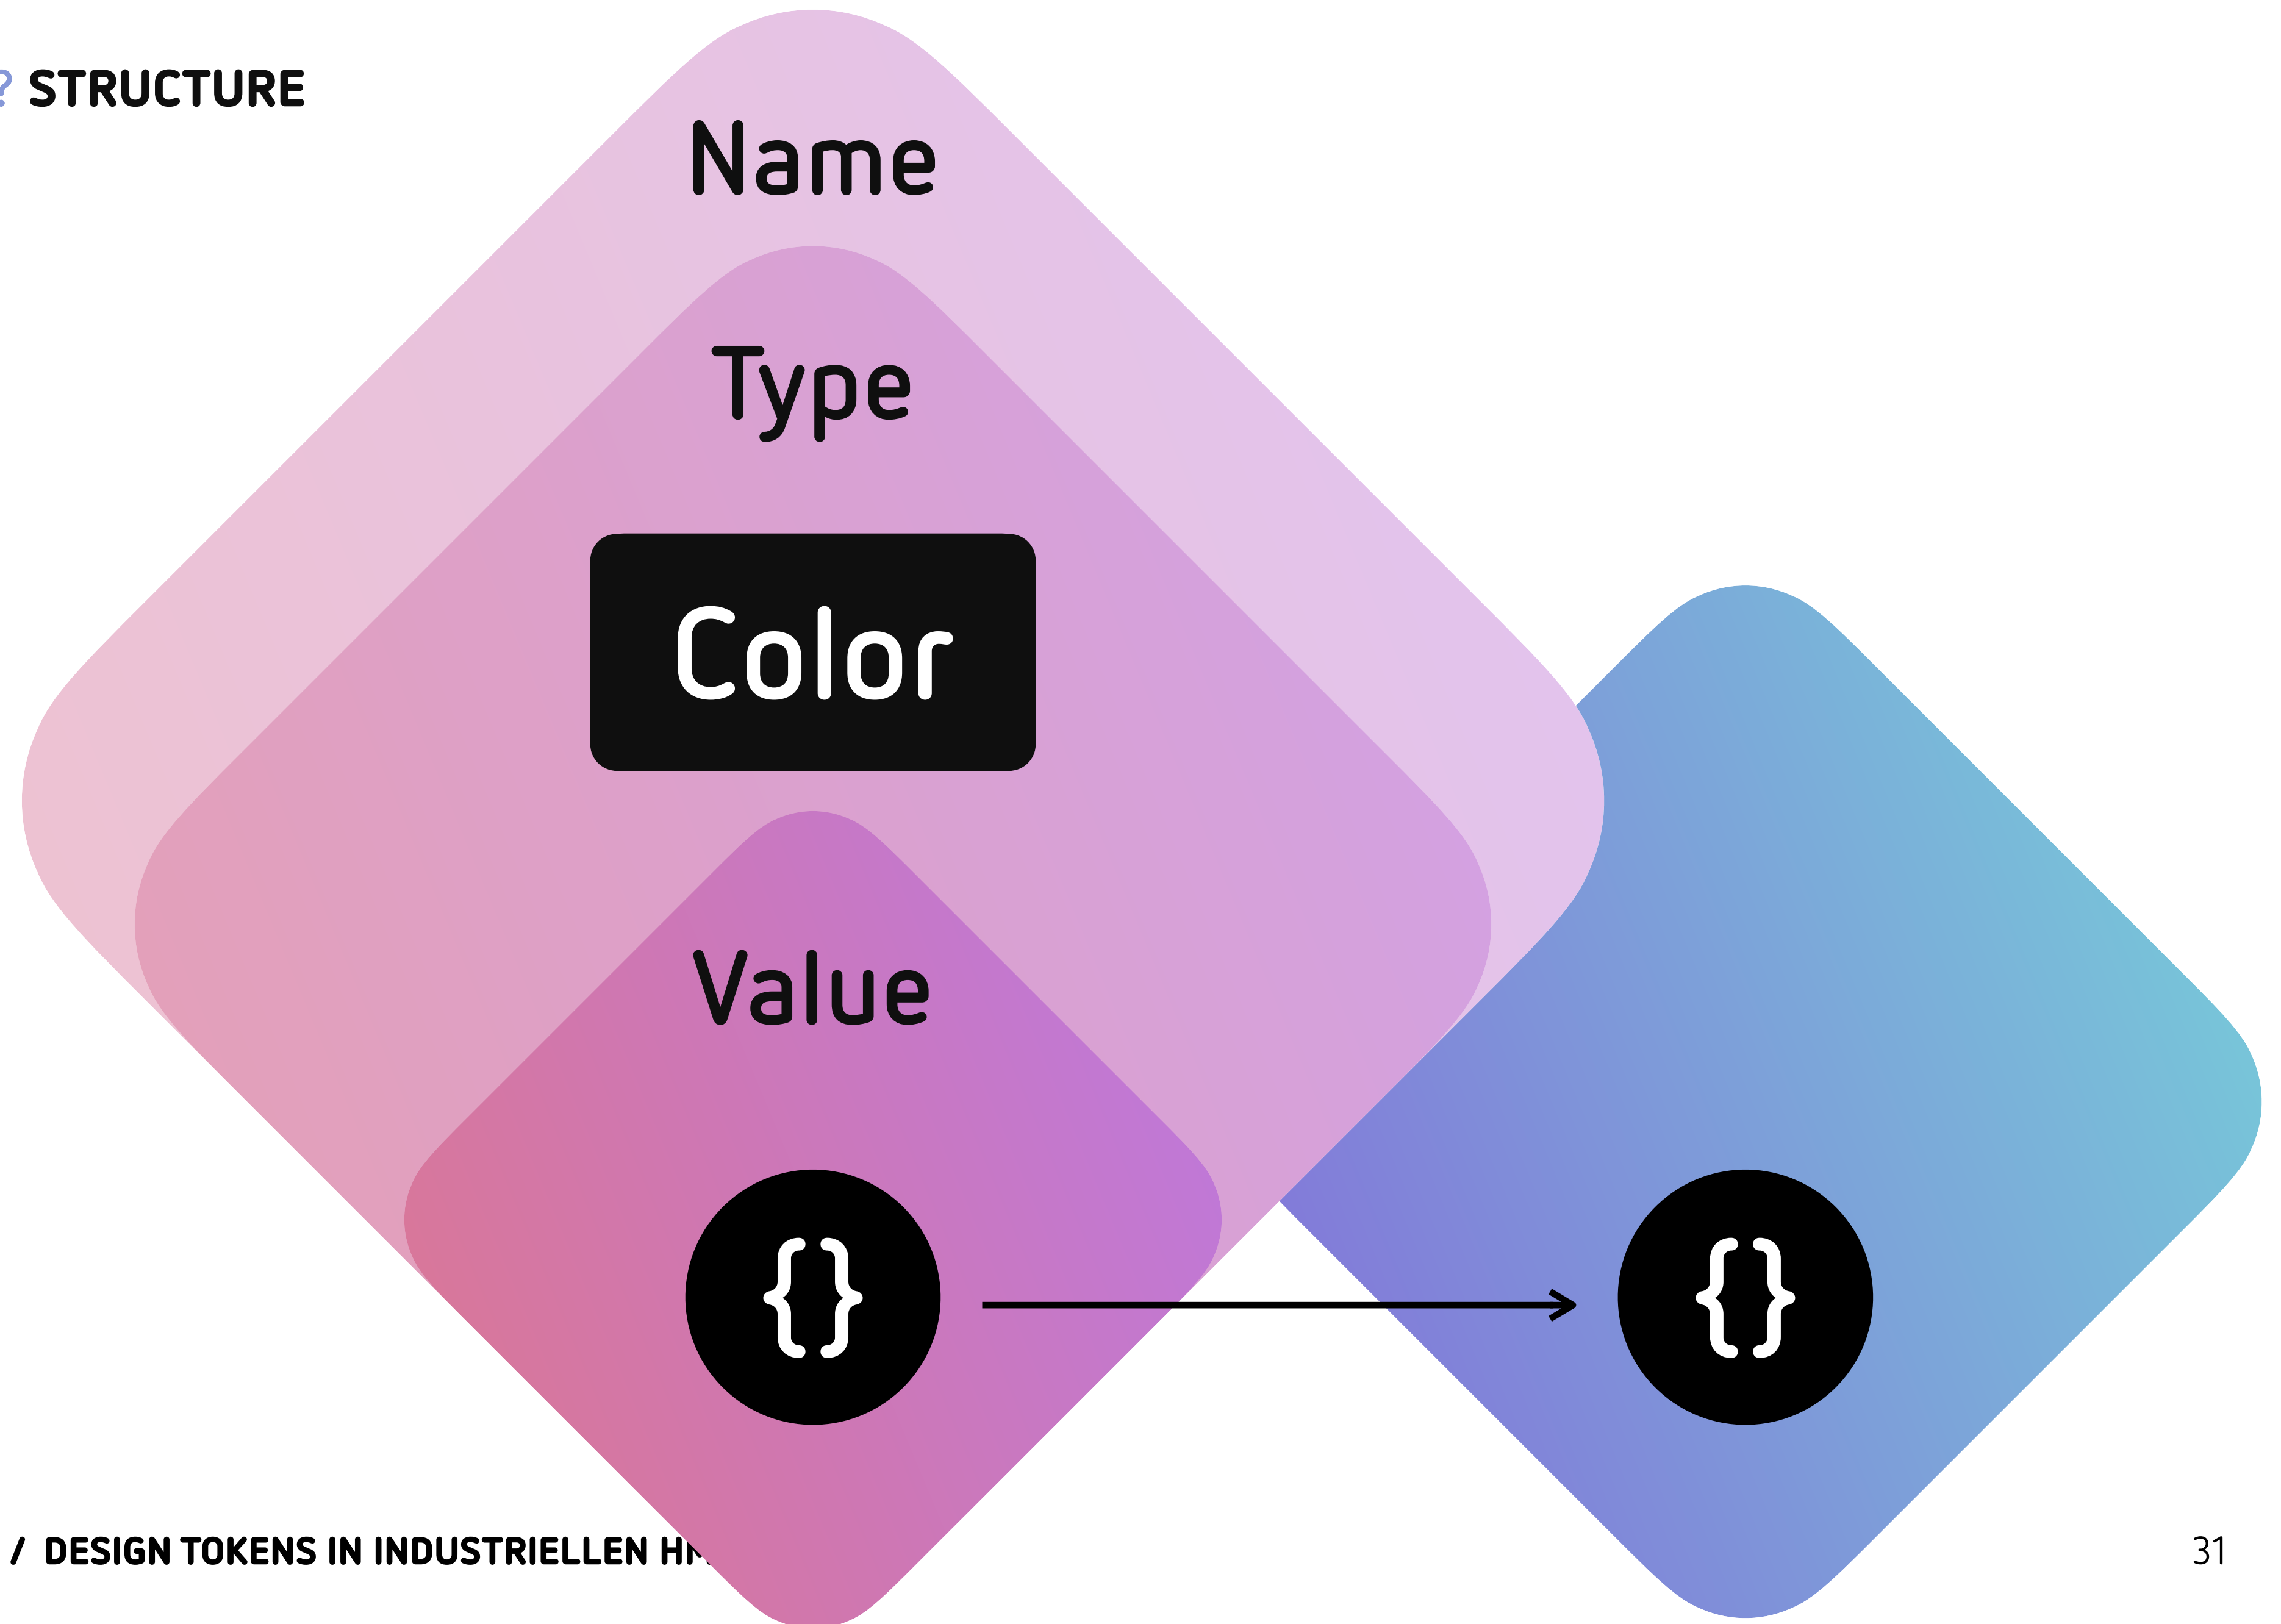 ? STRUCTURE
Name
Type
Color
Value
{} {}
/ DESIGN TOKENS IN INDUSTRIELLEN
31